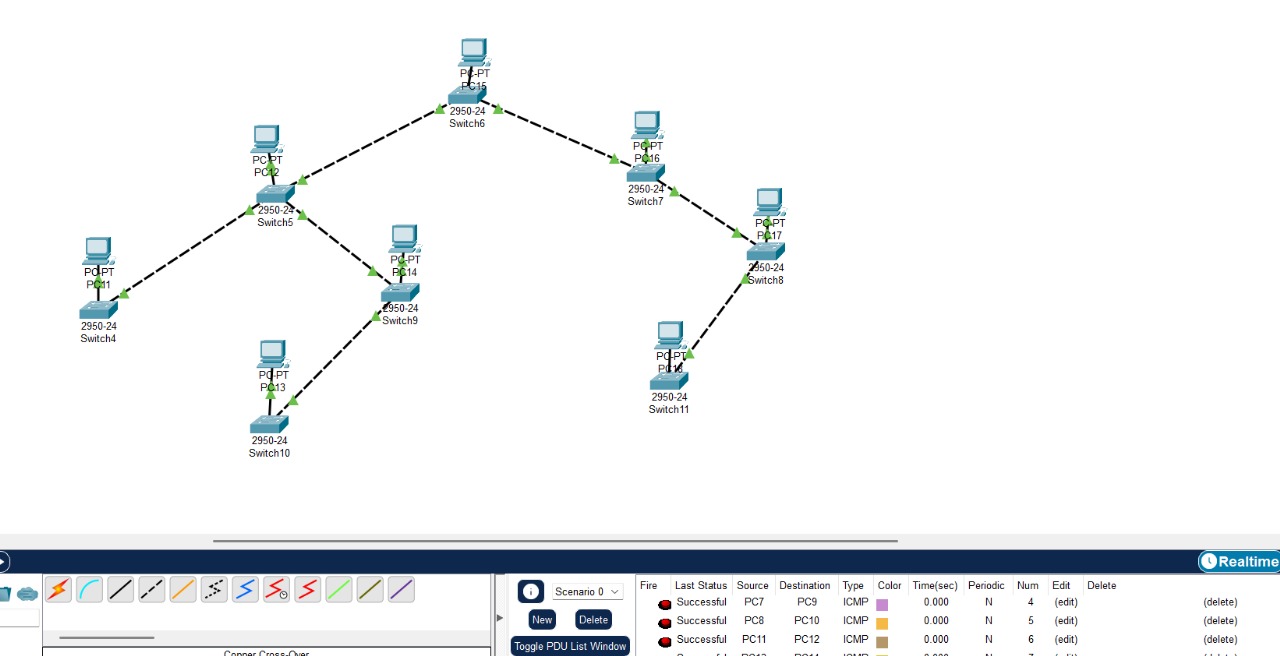 PC-PT
PC15
2950-24
Switch6
PC-PT
PC12
2950-24
Switch5
PC-PT
PC16
2950-24
Switch7
PC-PT
PC17
2950-24
Switch8
PC-PT
PC11
2950-24
Switch4
PC-PT
PC14
2950-24
Switch9
PC-PT
PC13
2950-24
Switch10
PC-PT
PC18
2950-24
Switch11
Realtime
Scenario 0
New Delete
Toggle PDU List Window
Fire Last Status Source Destination Type Color Time(sec) Periodic Num Edit Delete
Successful PC7 PC9 ICMP 0.000 N 4 (edit) (delete)
Successful PC8 PC10 ICMP 0.000 N 5 (edit) (delete)
Successful PC11 PC12 ICMP 0.000 N 6 (edit) (delete)
Copper Cross-Over